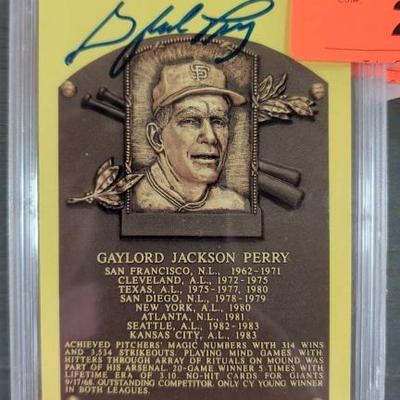 Gaylord Perry
SF
GAYLORD JACKSON PERRY
SAN FRANCISCO, N.L., 1962-1971
CLEVELAND, A.L., 1972-1975
TEXAS, A.L., 1975-1977, 1980
SAN DIEGO, N.L., 1978-1979
NEW YORK, A.L., 1980
ATLANTA, N.L., 1981
SEATTLE, A.L., 1982-1983
KANSAS CITY, A.L., 1983
ACHIEVED PITCHERS' MAGIC NUMBERS WITH 314 WINS
AND 3,534 STRIKEOUTS. PLAYING MIND GAMES WITH
HITTERS THROUGH ARRAY OF RITUALS ON MOUND WAS
PART OF HIS ARSENAL. 20-GAME WINNER 5 TIMES WITH
LIFETIME ERA OF 3.10. NO-HIT CARDS FOR GIANTS
9/17/68. OUTSTANDING COMPETITOR. ONLY CY YOUNG WINNER
IN BOTH LEAGUES.